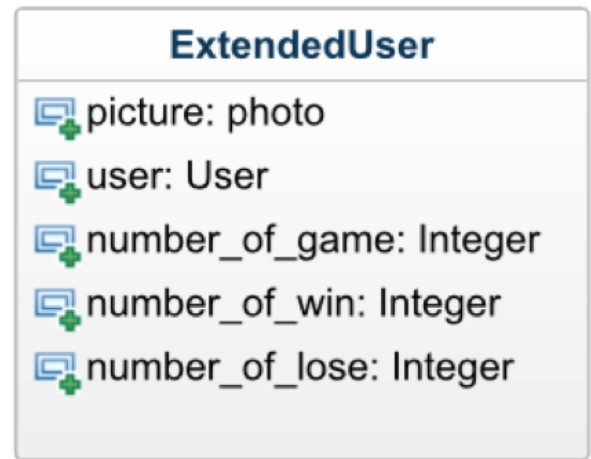 ExtendedUser
picture: photo
user: User
number_of_game: Integer
number_of_win: Integer
number_of_lose: Integer